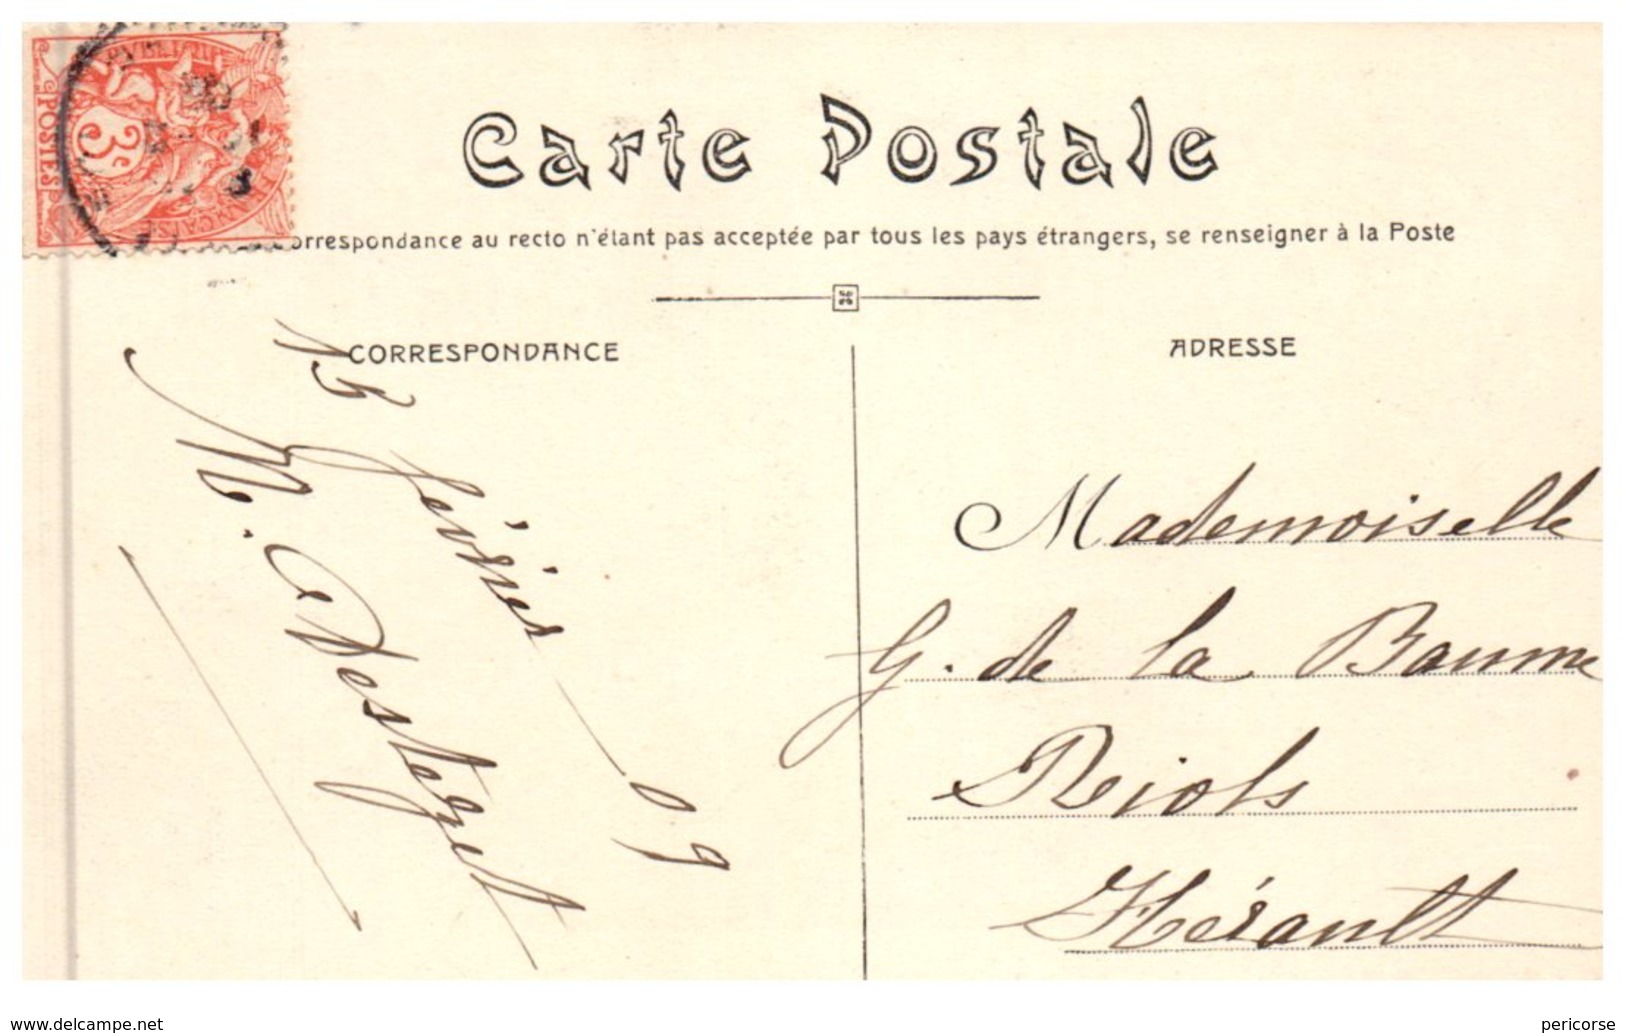 POSTES
3c
Carte Postale
orrespondance au recto n'étant pas acceptée par tous les pays étrangers, se renseigner à la Poste
CORRESPONDANCE
13 février 09
M.
ADRESSE
Mademoiselle
G. de la Baume
Riols
Hérault
www.delcampe.net
pericorse